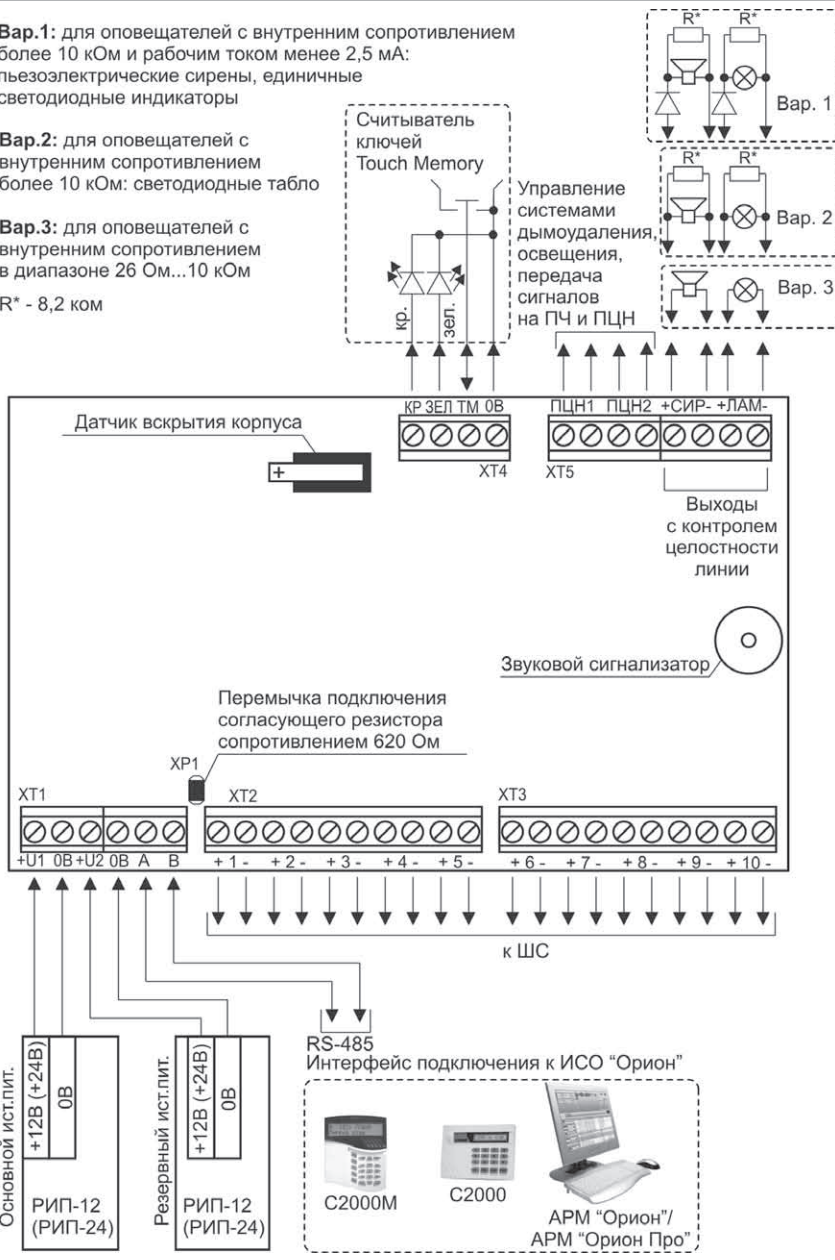 Вар.1: для оповещателей с внутренним сопротивлением
более 10 кОм и рабочим током менее 2,5 мА:
пьезоэлектрические сирены, единичные
светодиодные индикаторы
Вар.2: для оповещателей с
внутренним сопротивлением
более 10 кОм: светодиодные табло
Вар.3: для оповещателей с
внутренним сопротивлением
в диапазоне 26 Ом...10 кОм
R* - 8,2 ком
Считыватель
ключей
Touch Memory
кр.
зел.
Управление
системами
дымоудаления,
освещения,
передача
сигналов
на ПЧ и ПЦН
R* R*
Вар. 1
R* R*
Вар. 2
Вар. 3
КР ЗЕЛ ТМ 0В
XT4
ПЦН1 ПЦН2 +СИР- +ЛАМ-
XT5
Датчик вскрытия корпуса
+
Выходы
с контролем
целостности
линии
Звуковой сигнализатор
Перемычка подключения
согласующего резистора
сопротивлением 620 Ом
XP1
XT1
XT2
XT3
+U1 0В +U2 0В А В
+ 1 - + 2 - + 3 - + 4 - + 5 -
+ 6 - + 7 - + 8 - + 9 - + 10 -
к ШС
RS-485
Интерфейс подключения к ИСО “Орион”
Основной ист.пит.
+12В (+24В)
0В
РИП-12
(РИП-24)
Резервный ист.пит.
+12В (+24В)
0В
РИП-12
(РИП-24)
С2000М
С2000
АРМ “Орион”/
АРМ “Орион Про”